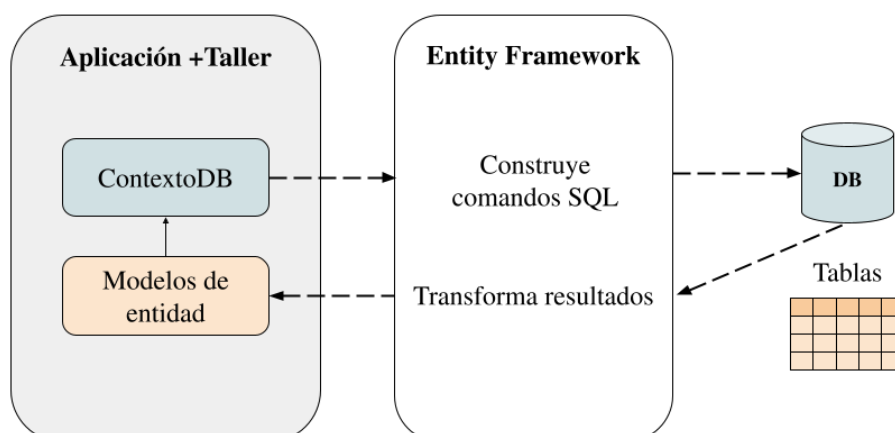 Aplicación +Taller
Entity Framework
ContextoDB
Construye
comandos SQL
DB
Modelos de
entidad
Transforma resultados
Tablas